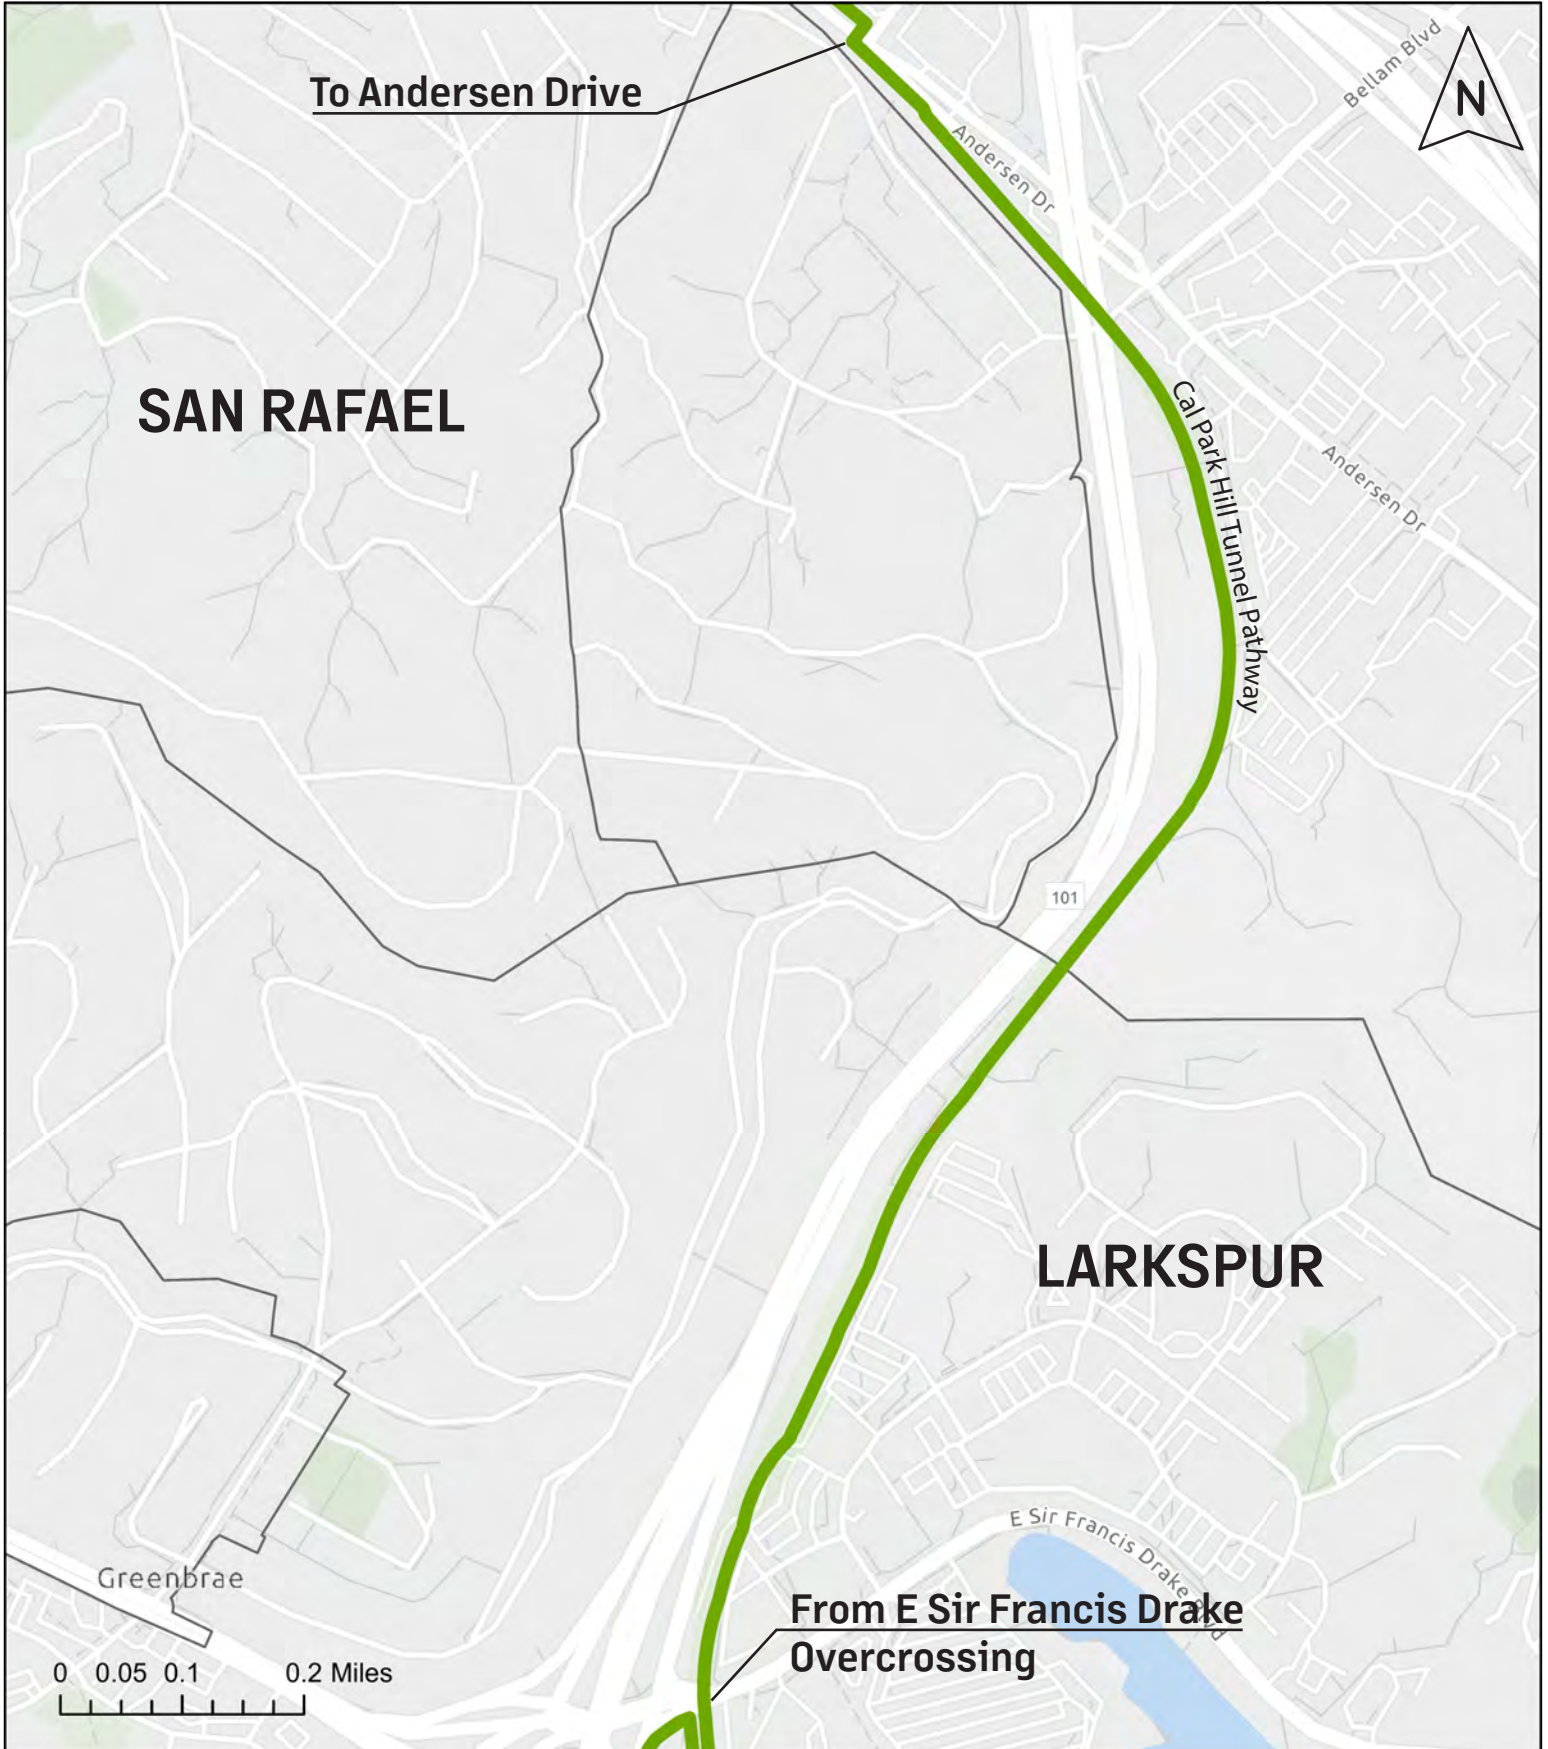 Bellam Blvd
N
To Andersen Drive
Andersen Dr
SAN RAFAEL
Cal Park Hill Tunnel Pathway
Andersen Dr
101
LARKSPUR
E Sir Francis Drake Blvd
Greenbrae
From E Sir Francis Drake
Overcrossing
0 0.05 0.1 0.2 Miles